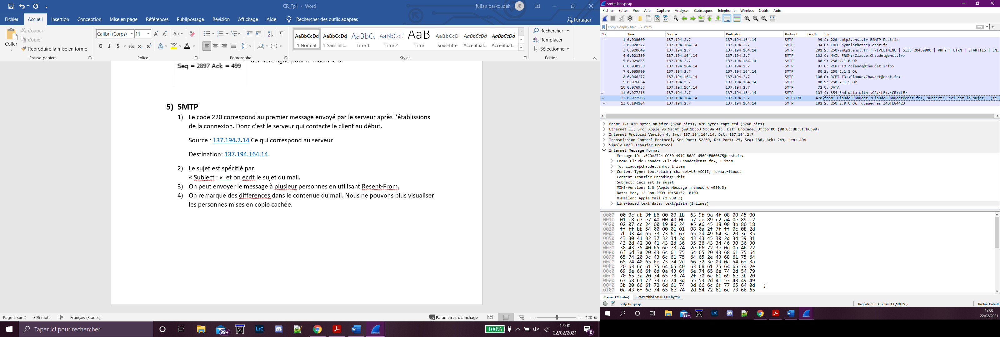 CR_Tp1 - Word
julian barkoudeh
JB
Fichier Accueil Insertion Conception Mise en page Références Publipostage Révision Affichage Aide Rechercher des outils adaptés Partager
Coller
Couper
Copier
Reproduire la mise en forme
Presse-papiers
Calibri (Corps) 11
G I S abc x₂ x²
Police
Paragraphe
AaBbCcDd AaBbCcDd AaBbC( AaBbCcE AaB AaBbCcD AaBbCcDd AaBbCcDd
¶ Normal ¶ Sans int... Titre 1 Titre 2 Titre Sous-titre Accentuat... Accentuat...
Styles
Rechercher
Remplacer
Sélectionner
Édition
dernière ligne pour la machine S.
Seq = 2897 Ack = 499
5) SMTP
1) Le code 220 correspond au premier message envoyé par le serveur après l’établissions
de la connexion. Donc c’est le serveur qui contacte le client au début.
Source : 137.194.2.14 Ce qui correspond au serveur
Destination: 137.194.164.14
2) Le sujet est spécifié par
« Subject : « et on ecrit le sujet du mail.
3) On peut envoyer le message à plusieur personnes en utilisant Resent-From.
4) On remarque des differences dans le contenue du mail. Nous ne pouvons plus visualiser
les personnes mises en copie cachée.
Page 2 sur 2 396 mots Français (France) Paramètres d'affichage 120 %
Taper ici pour rechercher
99+
LrC
100%
17:00
22/02/2021
18
smtp-bcc.pcap
Fichier Editer Vue Aller Capture Analyser Statistiques Telephonie Wireless Outils Aide
Apply a display filter ... <Ctrl-/>
No. Time Source Destination Protocol Length Info
1 0.000000 137.194.2.7 137.194.164.14 SMTP 99 S: 220 smtp2.enst.fr ESMTP Postfix
2 0.020322 137.194.164.14 137.194.2.7 SMTP 94 C: EHLO nyarlathothep.enst.fr
3 0.020640 137.194.2.7 137.194.164.14 SMTP 202 S: 250-smtp2.enst.fr | PIPELINING | SIZE 20480000 | VRFY | ETRN | STARTTLS | EN…
4 0.021350 137.194.164.14 137.194.2.7 SMTP 102 C: MAIL FROM:<Claude.Chaudet@enst.fr>
5 0.029885 137.194.2.7 137.194.164.14 SMTP 80 S: 250 2.1.0 Ok
6 0.030258 137.194.164.14 137.194.2.7 SMTP 97 C: RCPT TO:<claude@chaudet.info>
7 0.065990 137.194.2.7 137.194.164.14 SMTP 80 S: 250 2.1.5 Ok
8 0.066277 137.194.164.14 137.194.2.7 SMTP 100 C: RCPT TO:<Claude.Chaudet@enst.fr>
9 0.076634 137.194.2.7 137.194.164.14 SMTP 80 S: 250 2.1.5 Ok
10 0.076953 137.194.164.14 137.194.2.7 SMTP 72 C: DATA
11 0.077216 137.194.2.7 137.194.164.14 SMTP 103 S: 354 End data with <CR><LF>.<CR><LF>
12 0.077506 137.194.164.14 137.194.2.7 SMTP/IMF 470 from: Claude Chaudet <Claude.Chaudet@enst.fr>, subject: Ceci est le sujet, (te…
13 0.104104 137.194.2.7 137.194.164.14 SMTP 102 S: 250 2.0.0 Ok: queued as 34DFE84423
Frame 12: 470 bytes on wire (3760 bits), 470 bytes captured (3760 bits)
Ethernet II, Src: Apple_9b:9a:4f (00:1b:63:9b:9a:4f), Dst: BrocadeC_3f:b6:00 (00:0c:db:3f:b6:00)
Internet Protocol Version 4, Src: 137.194.164.14, Dst: 137.194.2.7
Transmission Control Protocol, Src Port: 52260, Dst Port: 25, Seq: 136, Ack: 249, Len: 404
Simple Mail Transfer Protocol
Internet Message Format
Message-ID: <5C0A2724-CCE0-491C-B0AC-656C4F0608C5@enst.fr>
From: Claude Chaudet <Claude.Chaudet@enst.fr>, 1 item
To: claude@chaudet.info, 1 item
Content-Type: text/plain; charset=US-ASCII; format=flowed
Content-Transfer-Encoding: 7bit
Subject: Ceci est le sujet
MIME-Version: 1.0 (Apple Message framework v930.3)
Date: Mon, 12 Jan 2009 10:58:52 +0100
X-Mailer: Apple Mail (2.930.3)
Line-based text data: text/plain (1 lines)
0000 00 0c db 3f b6 00 00 1b 63 9b 9a 4f 08 00 45 00
0010 01 c8 d7 e7 40 00 40 06 a7 ae 89 c2 a4 0e 89 c2
0020 02 07 cc 24 00 19 86 24 e5 e6 45 18 08 3b 80 18
0030 ff ff bb 54 00 00 01 01 08 0a 2f 7f ff 0c 08 2d
0040 7b d3 4d 65 73 73 61 67 65 2d 49 64 3a 20 3c 35
0050 43 30 41 32 37 32 34 2d 43 43 45 30 2d 34 39 31
0060 43 2d 42 30 41 43 2d 36 35 36 43 34 46 30 36 30
0070 38 43 35 40 65 6e 73 74 2e 66 72 3e 0d 0a 46 72
0080 6f 6d 3a 20 43 6c 61 75 64 65 20 43 68 61 75 64
0090 65 74 20 3c 43 6c 61 75 64 65 2e 43 68 61 75 64
00a0 65 74 40 65 6e 73 74 2e 66 72 3e 0d 0a 54 6f 3a
00b0 20 63 6c 61 75 64 65 40 63 68 61 75 64 65 74 2e
00c0 69 6e 66 6f 0d 0a 43 6f 6e 74 65 6e 74 2d 54 79
00d0 70 65 3a 20 74 65 78 74 2f 70 6c 61 69 6e 3b 20
00e0 63 68 61 72 73 65 74 3d 55 53 2d 41 53 43 49 49
00f0 3b 20 66 6f 72 6d 61 74 3d 66 6c 6f 77 65 64 0d ;
0100 0a 43 6f 6e 74 65 6e 74 2d 54 72 61 6e 73 66 65
Frame (470 bytes) Reassembled SMTP (401 bytes)
smtp-bcc.pcap Paquets: 13 · Affichés: 13 (100.0%) Profile: Default
99+
LrC
17:00
22/02/2021